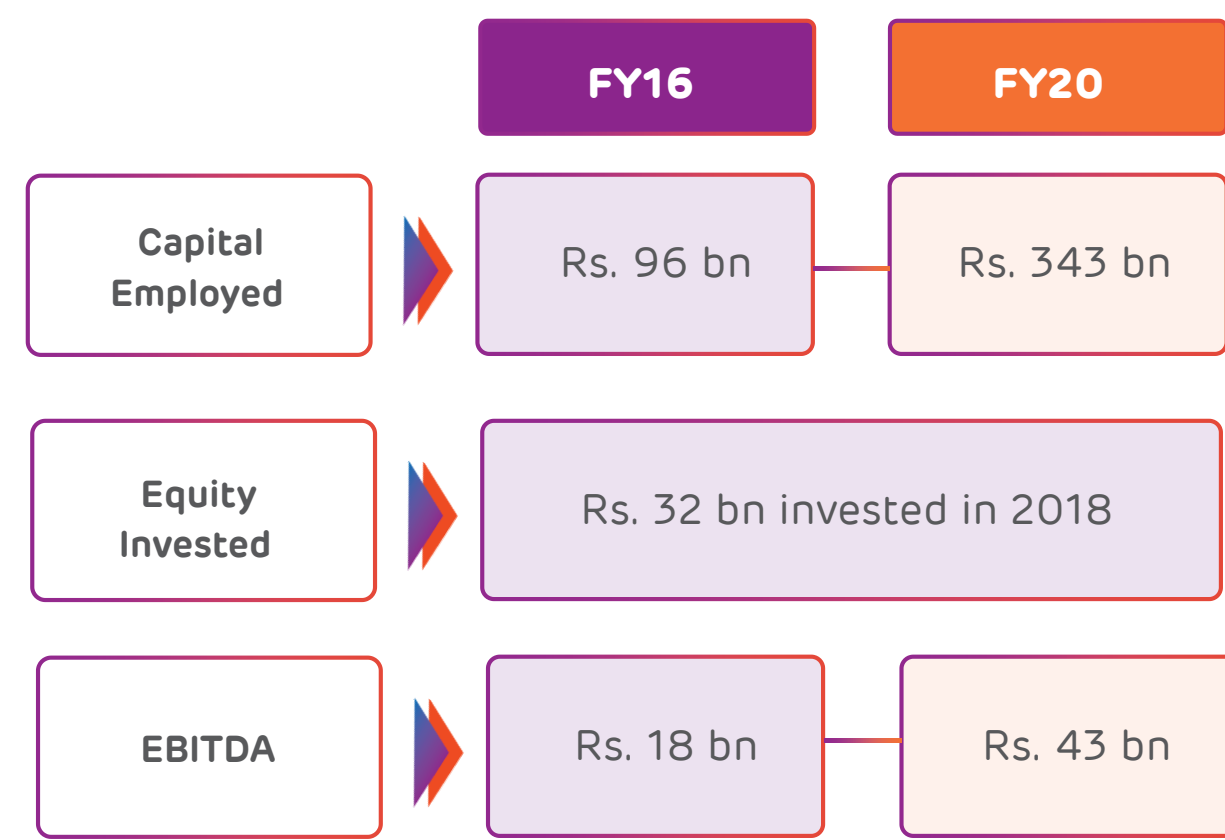 FY16
FY20
Capital
Employed
Rs. 96 bn
Rs. 343 bn
Equity
Invested
Rs. 32 bn invested in 2018
EBITDA
Rs. 18 bn
Rs. 43 bn